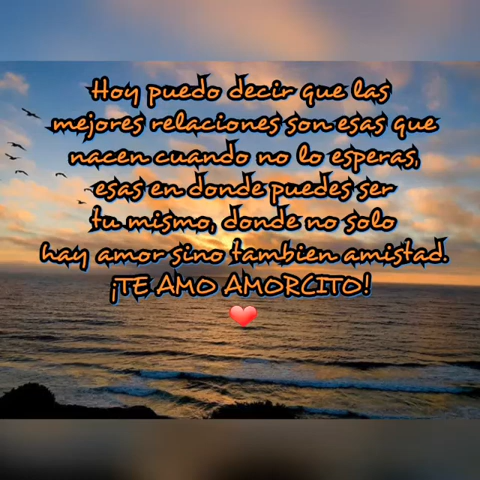 Hoy puedo decir que las
mejores relaciones son esas que
nacen cuando no lo esperas,
esas en donde puedes ser
tu mismo, donde no solo
hay amor sino tambien amistad.
¡TE AMO AMORCITO!